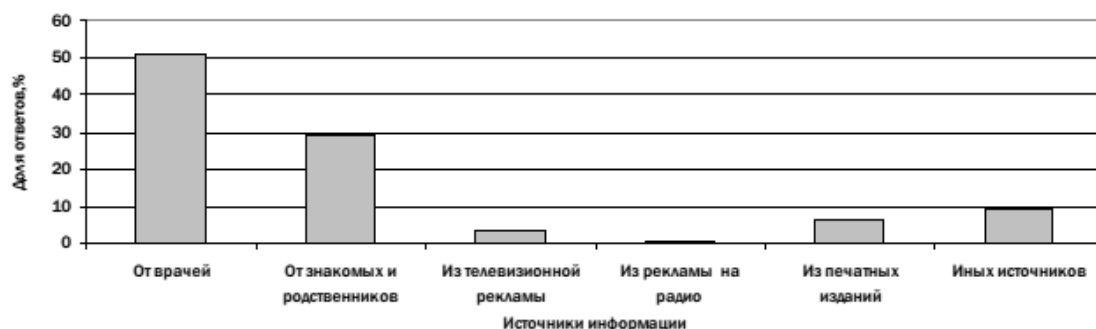 60
50
40
30
20
10
0
Доля ответов,%
От врачей
От знакомых и
родственников
Из телевизионной
рекламы
Из рекламы на
радио
Из печатных
изданий
Иных источников
Источники информации